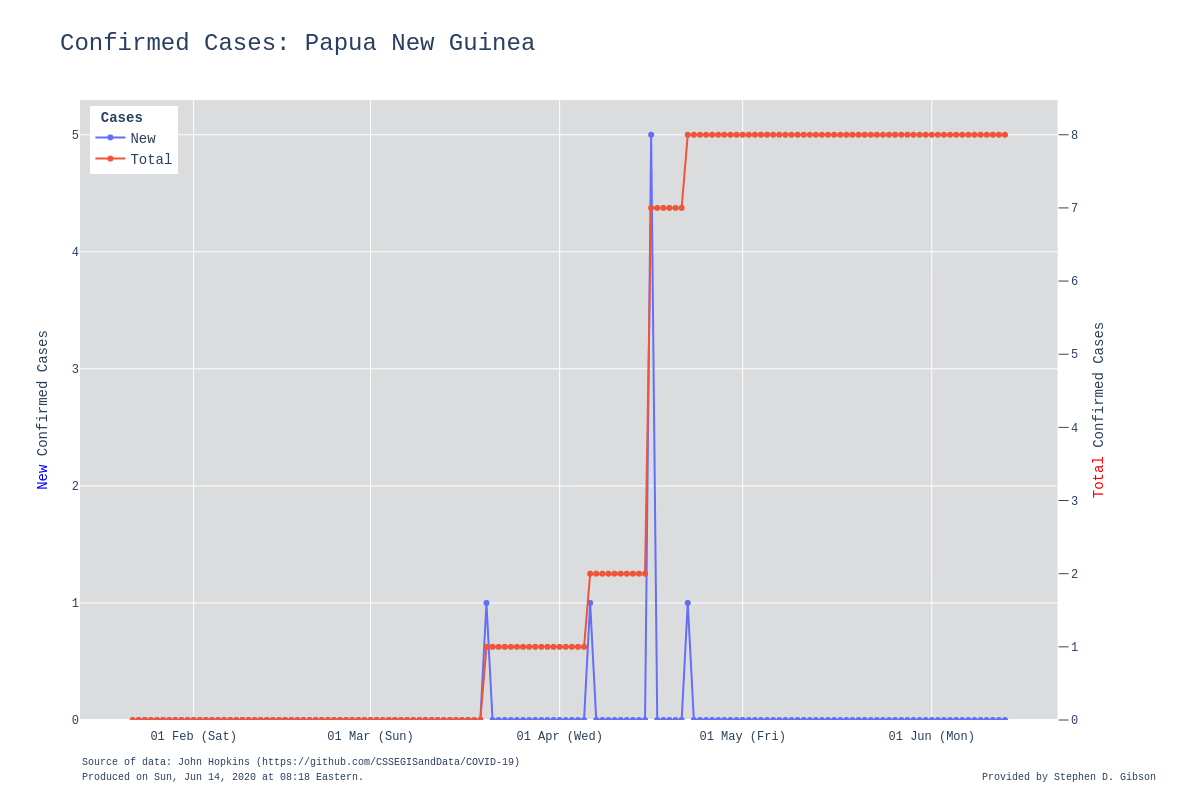 Confirmed Cases: Papua New Guinea
Cases
New
Total
5
4
3
2
1
0
8
7
6
5
4
3
2
1
0
New Confirmed Cases
Total Confirmed Cases
01 Feb (Sat)
01 Mar (Sun)
01 Apr (Wed)
01 May (Fri)
01 Jun (Mon)
Source of data: John Hopkins (https://github.com/CSSEGISandData/COVID-19)
Produced on Sun, Jun 14, 2020 at 08:18 Eastern.
Provided by Stephen D. Gibson